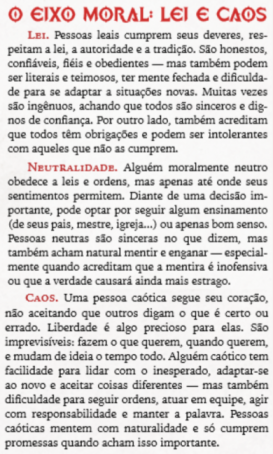 O EIXO MORAL: LEI E CAOS
LEI. Pessoas leais cumprem seus deveres, res-
peitam a lei, a autoridade e a tradição. São honestos,
confiáveis, fiéis e obedientes — mas também podem
ser literais e teimosos, ter mente fechada e dificulda-
de para se adaptar a situações novas. Muitas vezes
são ingênuos, achando que todos são sinceros e dig-
nos de confiança. Por outro lado, também acreditam
que todos têm obrigações e podem ser intolerantes
com aqueles que não as cumprem.
NEUTRALIDADE. Alguém moralmente neutro
obedece a leis e ordens, mas apenas até onde seus
sentimentos permitem. Diante de uma decisão im-
portante, pode optar por seguir algum ensinamento
(de seus pais, mestre, igreja...) ou apenas bom senso.
Pessoas neutras são sinceras no que dizem, mas
também acham natural mentir e enganar — especial-
mente quando acreditam que a mentira é inofensiva
ou que a verdade causará ainda mais estrago.
CAOS. Uma pessoa caótica segue seu coração,
não aceitando que outros digam o que é certo ou
errado. Liberdade é algo precioso para elas. São
imprevisíveis: fazem o que querem, quando querem,
e mudam de ideia o tempo todo. Alguém caótico tem
facilidade para lidar com o inesperado, adaptar-se
ao novo e aceitar coisas diferentes — mas também
dificuldade para seguir ordens, atuar em equipe, agir
com responsabilidade e manter a palavra. Pessoas
caóticas mentem com naturalidade e só cumprem
promessas quando acham isso importante.